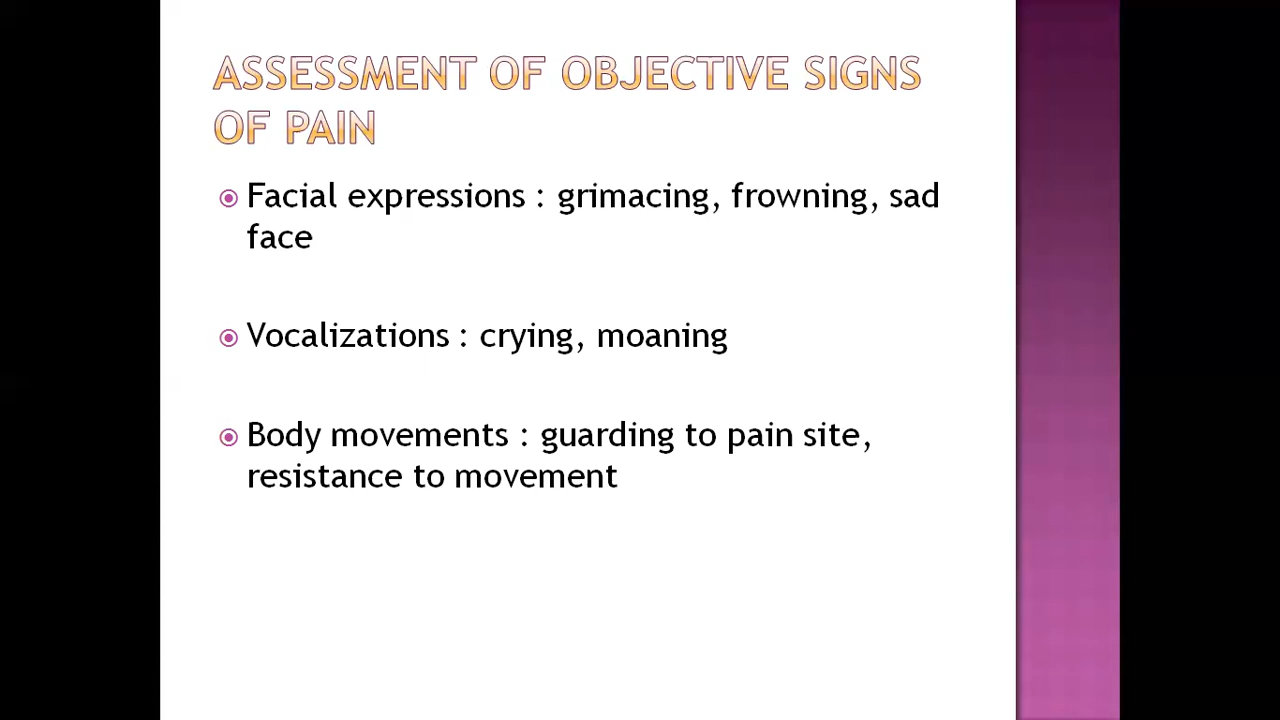 ASSESSMENT OF OBJECTIVE SIGNS
OF PAIN
Facial expressions : grimacing, frowning, sad
face
Vocalizations : crying, moaning
Body movements : guarding to pain site,
resistance to movement